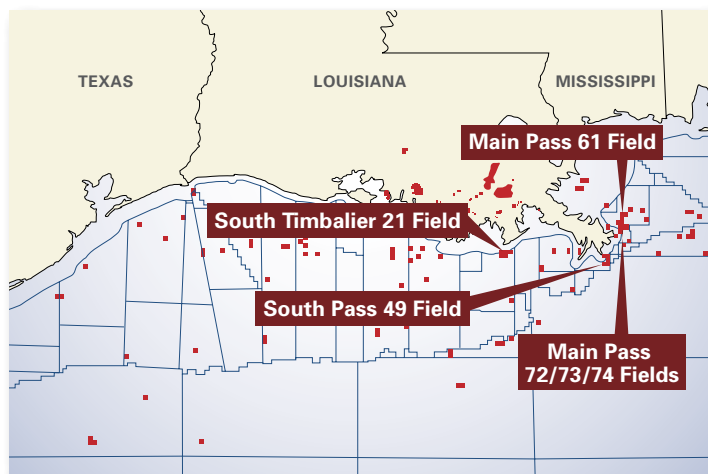 TEXAS
LOUISIANA
MISSISSIPPI
Main Pass 61 Field
South Timbalier 21 Field
South Pass 49 Field
Main Pass
72/73/74 Fields